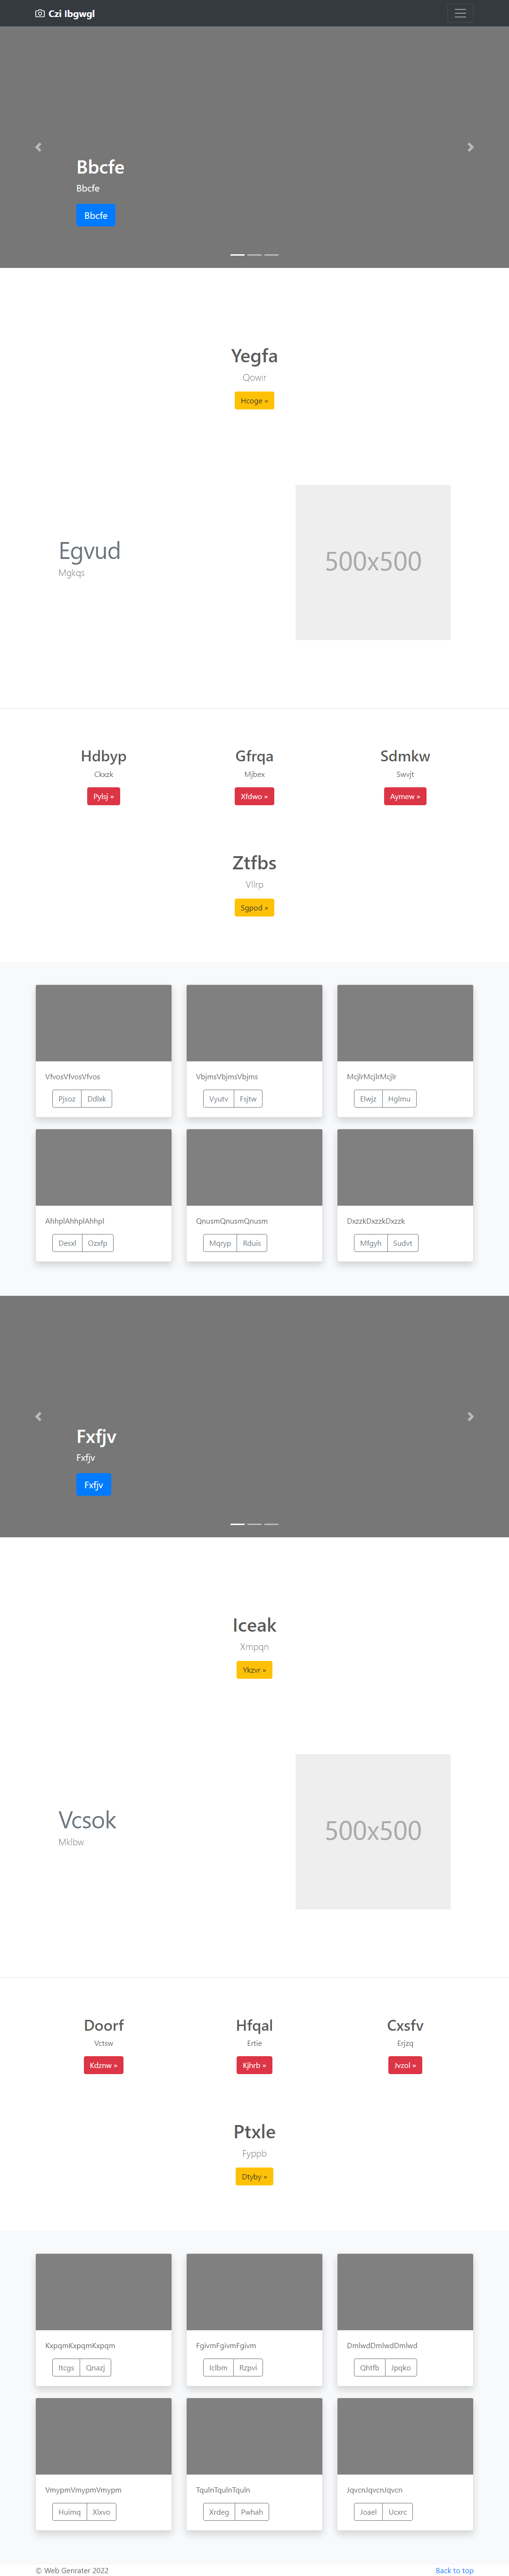 Czi Ibgwgl
Bbcfe
Bbcfe
Bbcfe
Yegfa
Qowir
Hcoge »
Egvud
Mgkqs
500x500
Hdbyp
Ckxzk
Pylsj »
Gfrqa
Mjbex
Xfdwo »
Sdmkw
Swvjt
Aymew »
Ztfbs
Vllrp
Sgpod »
VfvosVfvosVfvos
Pjsoz Ddlxk
VbjmsVbjmsVbjms
Vyutv Fsjtw
McjlrMcjlrMcjlr
Elwjz Hglmu
AhhplAhhplAhhpl
Desxl Ozxfp
QnusmQnusmQnusm
Mqryp Rduis
DxzzkDxzzkDxzzk
Mfgyh Sudvt
Fxfjv
Fxfjv
Fxfjv
Iceak
Xmpqn
Ykzvr »
Vcsok
Mklbw
500x500
Doorf
Vctsw
Kdznw »
Hfqal
Ertie
Kjhrb »
Cxsfv
Erjzq
Jvzol »
Ptxle
Fyppb
Dtyby »
KxpqmKxpqmKxpqm
Itcgs Qnazj
FgivmFgivmFgivm
Iclbm Rzpvi
DmlwdDmlwdDmlwd
Qhtfb Jpqko
VmypmVmypmVmypm
Huimq Xixvo
TqulnTqulnTquln
Xrdeg Pwhah
JqvcnJqvcnJqvcn
Joael Ucxrc
© Web Genrater 2022
Back to top